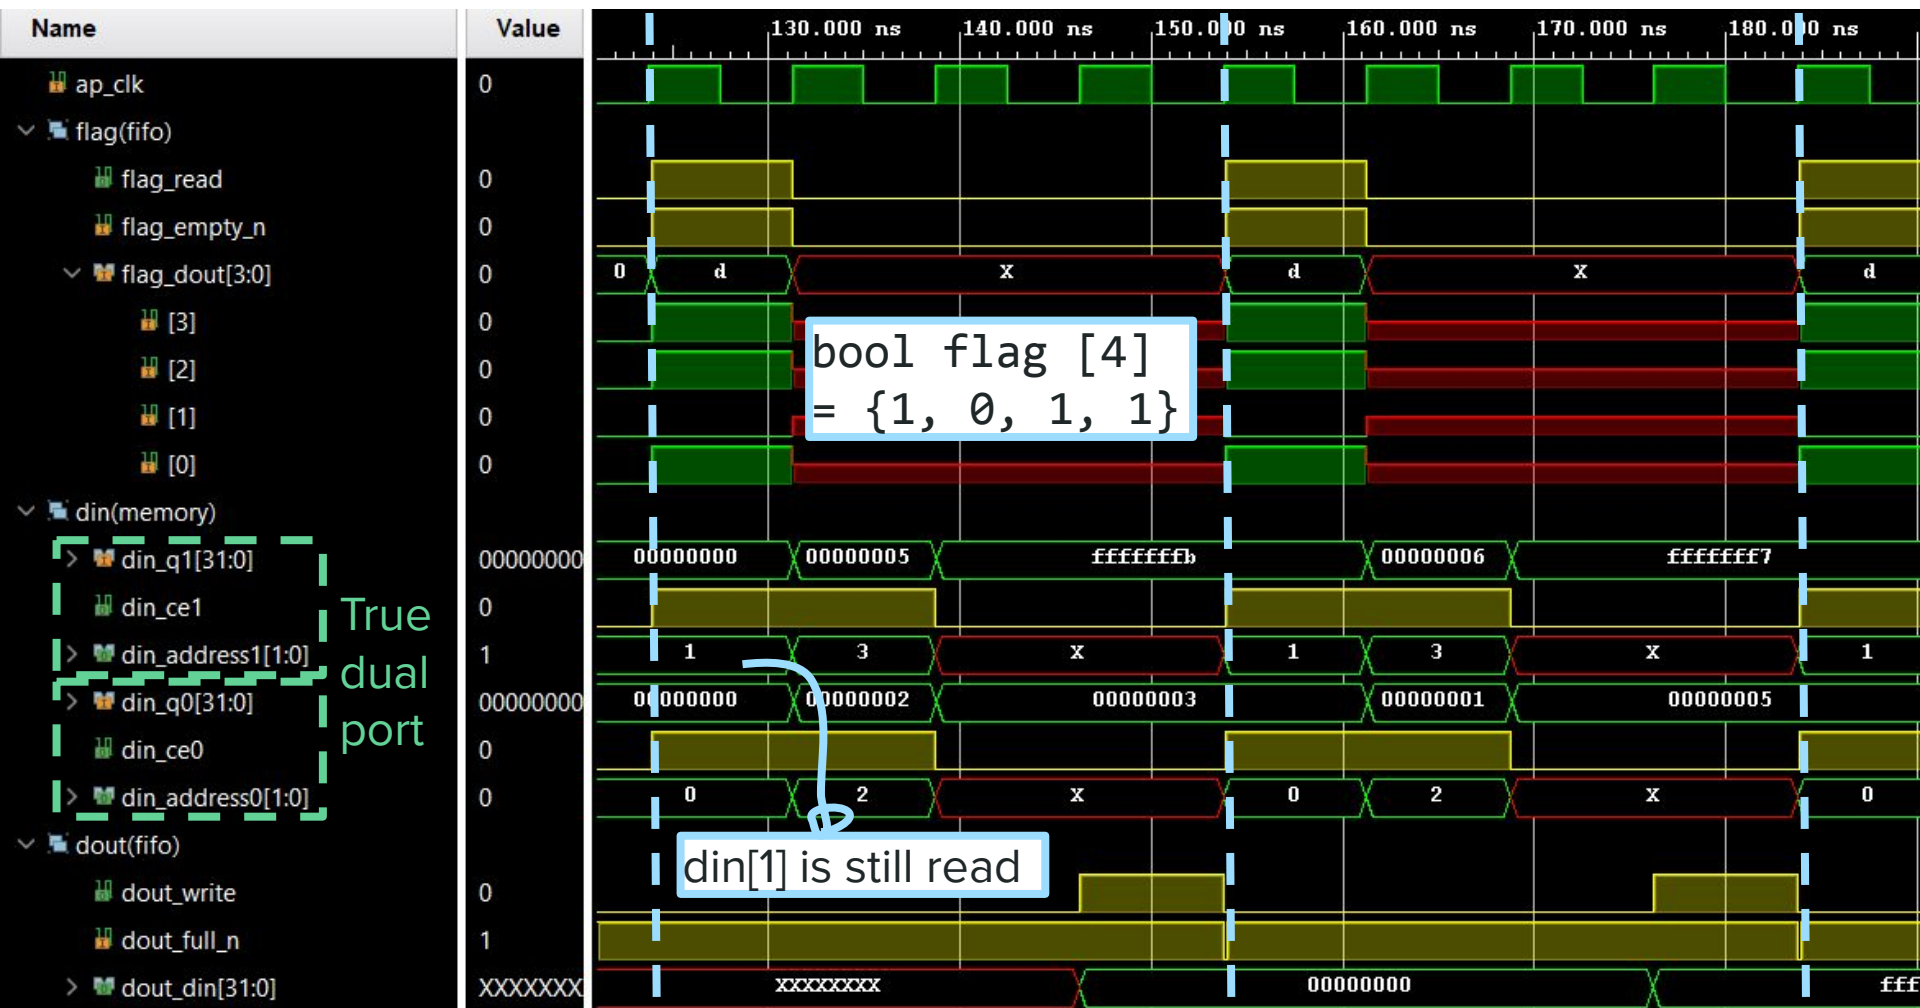 Name Value 130.000 ns 140.000 ns 150.000 ns 160.000 ns 170.000 ns 180.000 ns
ap_clk 0
flag(fifo)
flag_read 0
flag_empty_n 0
flag_dout[3:0] 0 0 d X d X d
[3] 0
[2] 0
[1] 0
[0] 0
bool flag [4]
= {1, 0, 1, 1}
din(memory)
din_q1[31:0] 00000000 00000000 00000005 fffffffb 00000006 fffffff7
din_ce1 0
din_address1[1:0] 1 1 3 X 1 3 X 1
din_q0[31:0] 00000000 00000000 00000002 00000003 00000001 00000005
din_ce0 0
din_address0[1:0] 0 0 2 X 0 2 X 0
True
dual
port
din[1] is still read
dout(fifo)
dout_write 0
dout_full_n 1
dout_din[31:0] XXXXXXX XXXXXXXX 00000000 fff